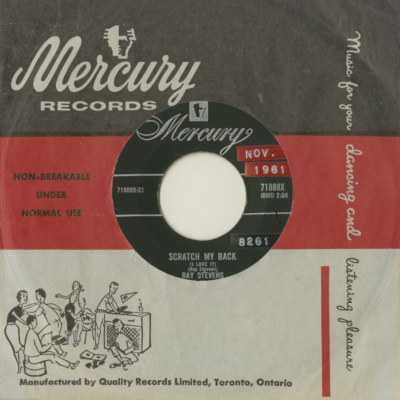 Mercury
RECORDS
Music for your dancing and listening pleasure
NON-BREAKABLE
UNDER
NORMAL USE
Mercury
NOV.
1961
71888X-S1
71888X
(BMI) 2:04
8261
SCRATCH MY BACK
(I LOVE IT)
(Ray Stevens)
RAY STEVENS
Manufactured by Quality Records Limited, Toronto, Ontario